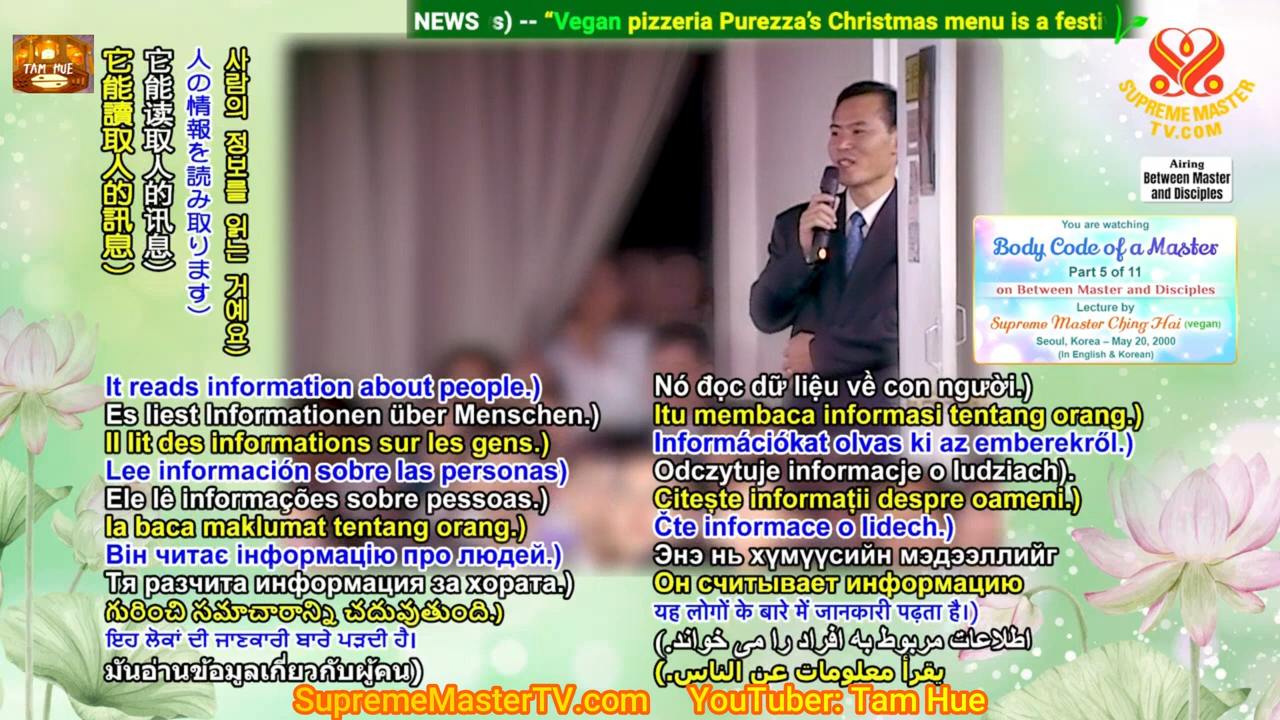 NEWS s) -- “Vegan pizzeria Purezza’s Christmas menu is a festi
TAM HUE
它能讀取人的訊息)
它能读取人的讯息)
人の情報を読み取ります)
사람의 정보를 읽는 거예요)
SUPREME MASTER
TV.COM
Airing
Between Master
and Disciples
You are watching
Body Code of a Master
Part 5 of 11
on Between Master and Disciples
Lecture by
Supreme Master Ching Hai (vegan)
Seoul, Korea – May 20, 2000
(In English & Korean)
It reads information about people.)
Es liest Informationen über Menschen.)
Il lit des informations sur les gens.)
Lee información sobre las personas)
Ele lê informações sobre pessoas.)
Ia baca maklumat tentang orang.)
Він читає інформацію про людей.)
Тя разчита информация за хората.)
గురించి సమాచారాన్ని చదువుతుంది.)
ਇਹ ਲੋਕਾਂ ਦੀ ਜਾਣਕਾਰੀ ਬਾਰੇ ਪੜਦੀ ਹੈ।
มันอ่านข้อมูลเกี่ยวกับผู้คน)
Nó đọc dữ liệu về con người.)
Itu membaca informasi tentang orang.)
Információkat olvas ki az emberekről.)
Odczytuje informacje o ludziach).
Citește informații despre oameni.)
Čte informace o lidech.)
Энэ нь хүмүүсийн мэдээллийг
Он считывает информацию
यह लोगों के बारे में जानकारी पढ़ता है।)
اطلاعات مربوط به افراد را می خواند.)
يقرأ معلومات عن الناس.)
SupremeMasterTV.com YouTuber: Tam Hue